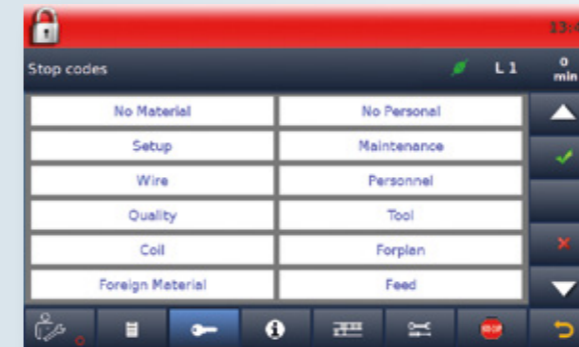 Stop codes L 1 0 min
No Material No Personal
Setup Maintenance
Wire Personnel
Quality Tool
Coil Forplan
Foreign Material Feed
STOP